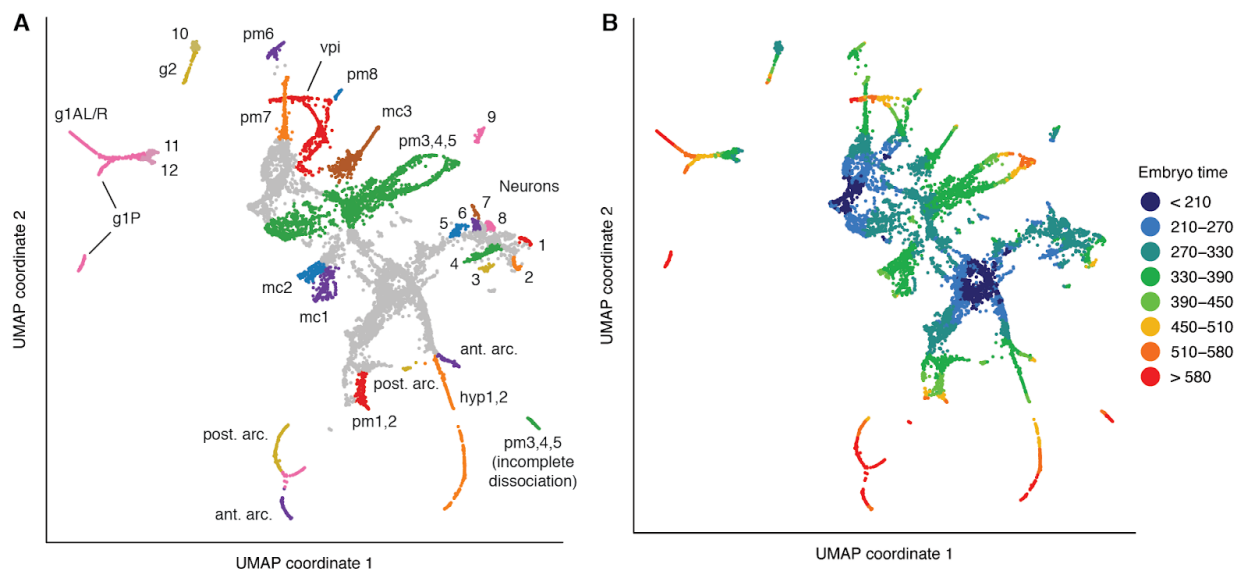 A
10
g2
pm6
vpi
pm8
pm7
mc3
g1AL/R
11
12
g1P
pm3,4,5
9
Neurons
7
6
8
5
1
4
3
2
mc2
mc1
ant. arc.
post. arc.
hyp1,2
pm1,2
post. arc.
pm3,4,5
(incomplete
dissociation)
ant. arc.
UMAP coordinate 2
UMAP coordinate 1
B
Embryo time
< 210
210–270
270–330
330–390
390–450
450–510
510–580
> 580
UMAP coordinate 2
UMAP coordinate 1